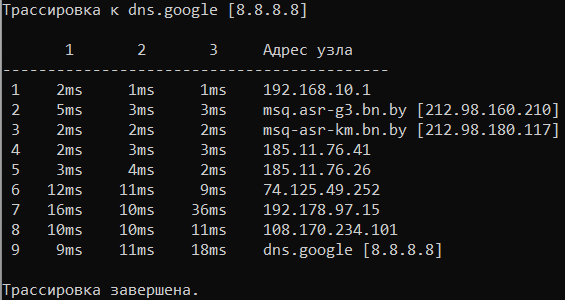 Трассировка к dns.google [8.8.8.8]
1 2 3 Адрес узла
------------------------------------------
1 2ms 1ms 1ms 192.168.10.1
2 5ms 3ms 3ms msq.asr-g3.bn.by [212.98.160.210]
3 2ms 2ms 2ms msq-asr-km.bn.by [212.98.180.117]
4 2ms 3ms 3ms 185.11.76.41
5 3ms 4ms 2ms 185.11.76.26
6 12ms 11ms 9ms 74.125.49.252
7 16ms 10ms 36ms 192.178.97.15
8 10ms 10ms 11ms 108.170.234.101
9 9ms 11ms 18ms dns.google [8.8.8.8]
Трассировка завершена.